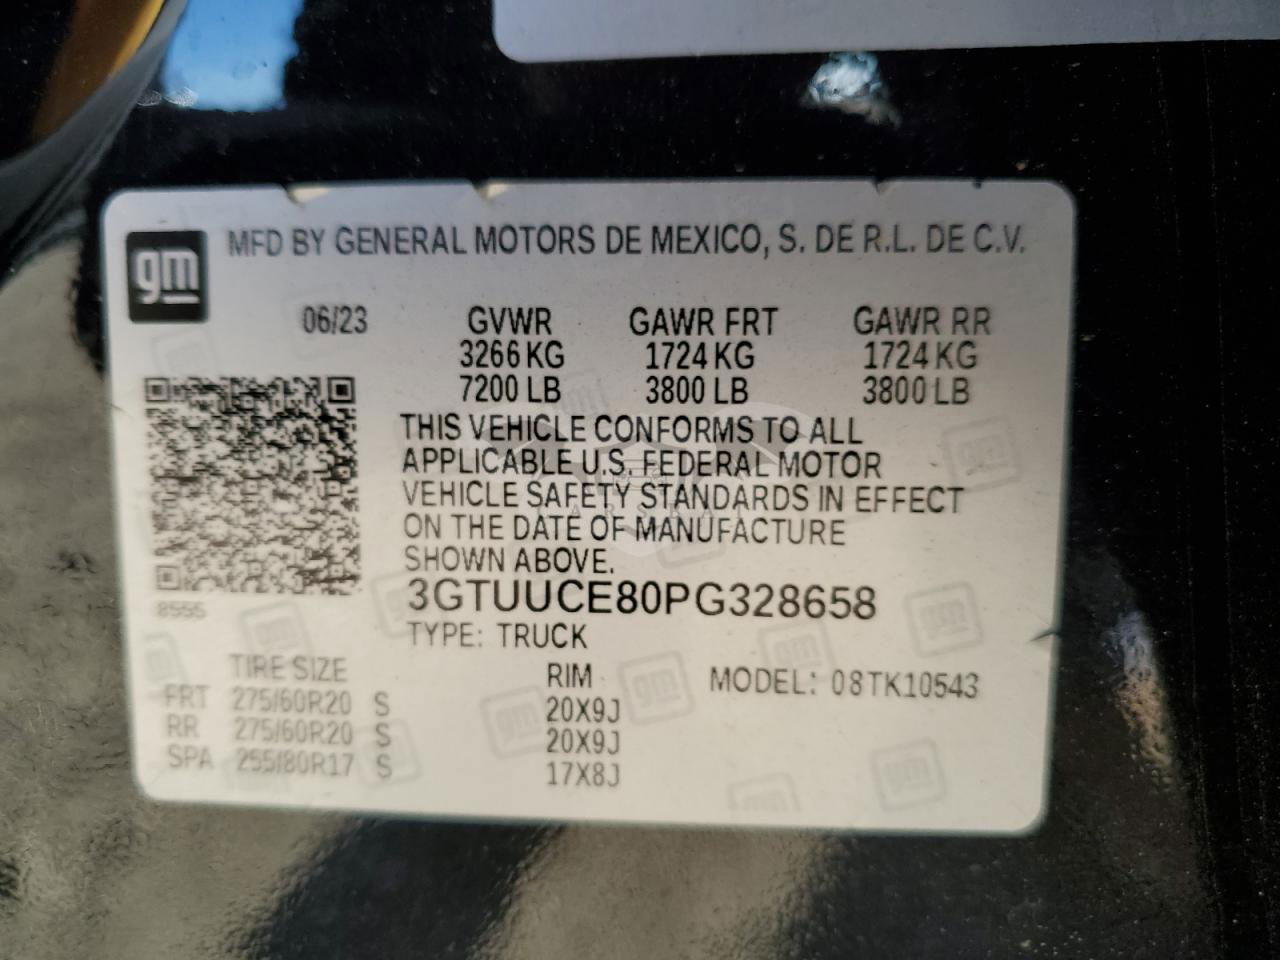 gm
MFD BY GENERAL MOTORS DE MEXICO, S. DE R.L. DE C.V.
06/23 GVWR GAWR FRT GAWR RR
3266 KG 1724 KG 1724 KG
7200 LB 3800 LB 3800 LB
THIS VEHICLE CONFORMS TO ALL
APPLICABLE U.S. FEDERAL MOTOR
VEHICLE SAFETY STANDARDS IN EFFECT
ON THE DATE OF MANUFACTURE
SHOWN ABOVE.
3GTUUCE80PG328658
8555
TYPE: TRUCK
TIRE SIZE RIM MODEL: 08TK10543
FRT 275/60R20 S 20X9J
RR 275/60R20 S 20X9J
SPA 255/80R17 S 17X8J